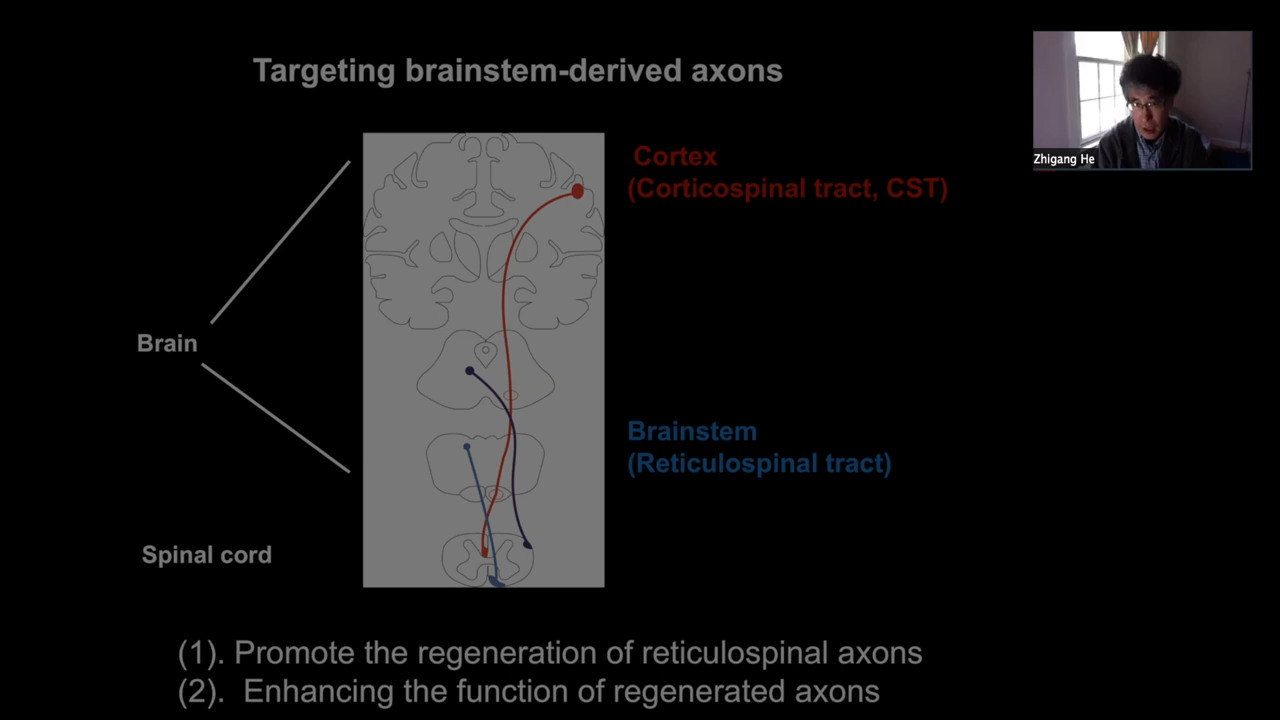 Targeting brainstem-derived axons
Zhigang He
Cortex
(Corticospinal tract, CST)
Brain
Brainstem
(Reticulospinal tract)
Spinal cord
(1). Promote the regeneration of reticulospinal axons
(2). Enhancing the function of regenerated axons